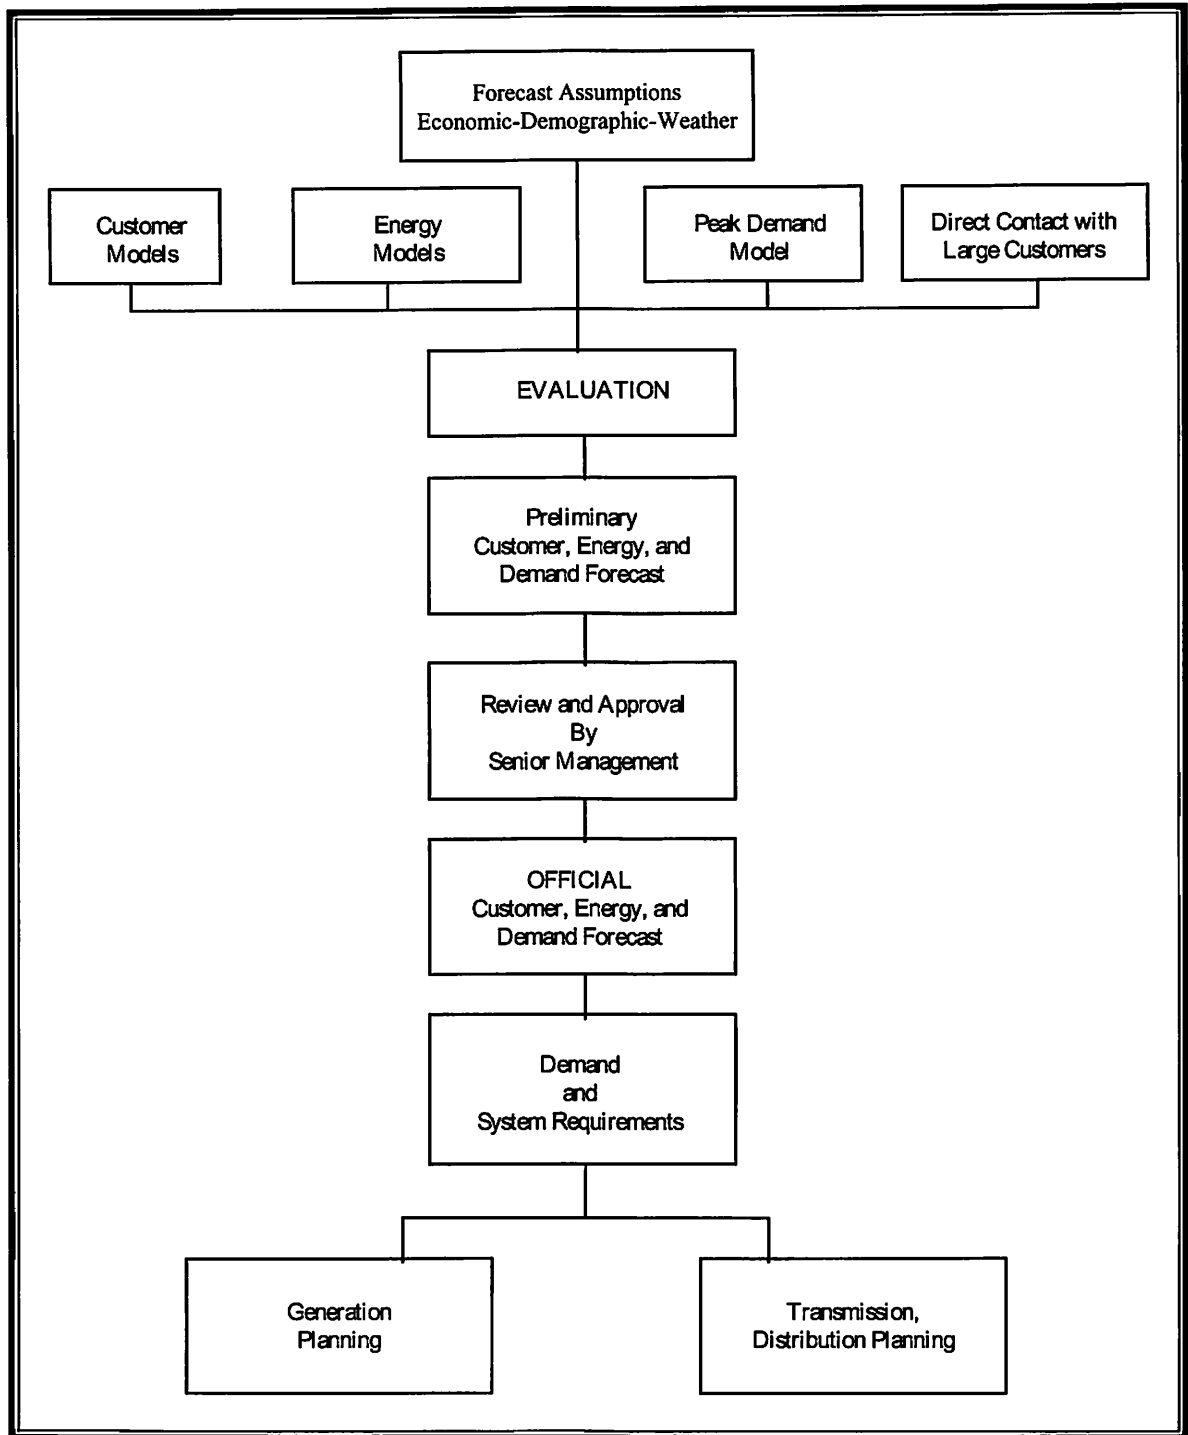 Forecast Assumptions
Economic-Demographic-Weather
Customer
Models
Energy
Models
Peak Demand
Model
Direct Contact with
Large Customers
EVALUATION
Preliminary
Customer, Energy, and
Demand Forecast
Review and Approval
By
Senior Management
OFFICIAL
Customer, Energy, and
Demand Forecast
Demand
and
System Requirements
Generation
Planning
Transmission,
Distribution Planning